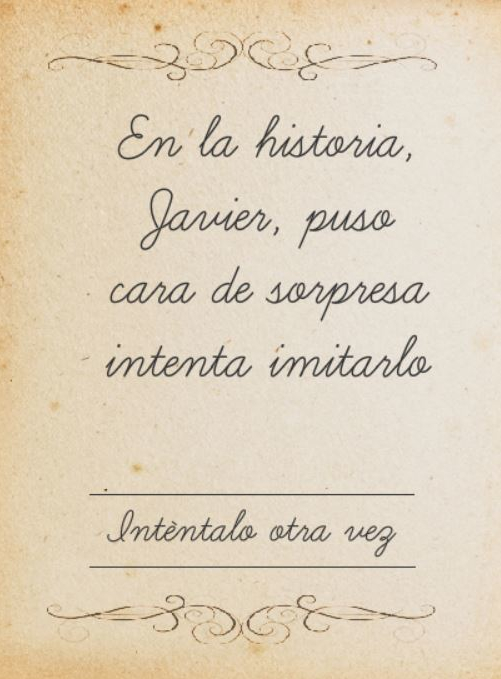 En la historia,
Javier, puso
cara de sorpresa
intenta imitarlo
Intèntalo otra vez